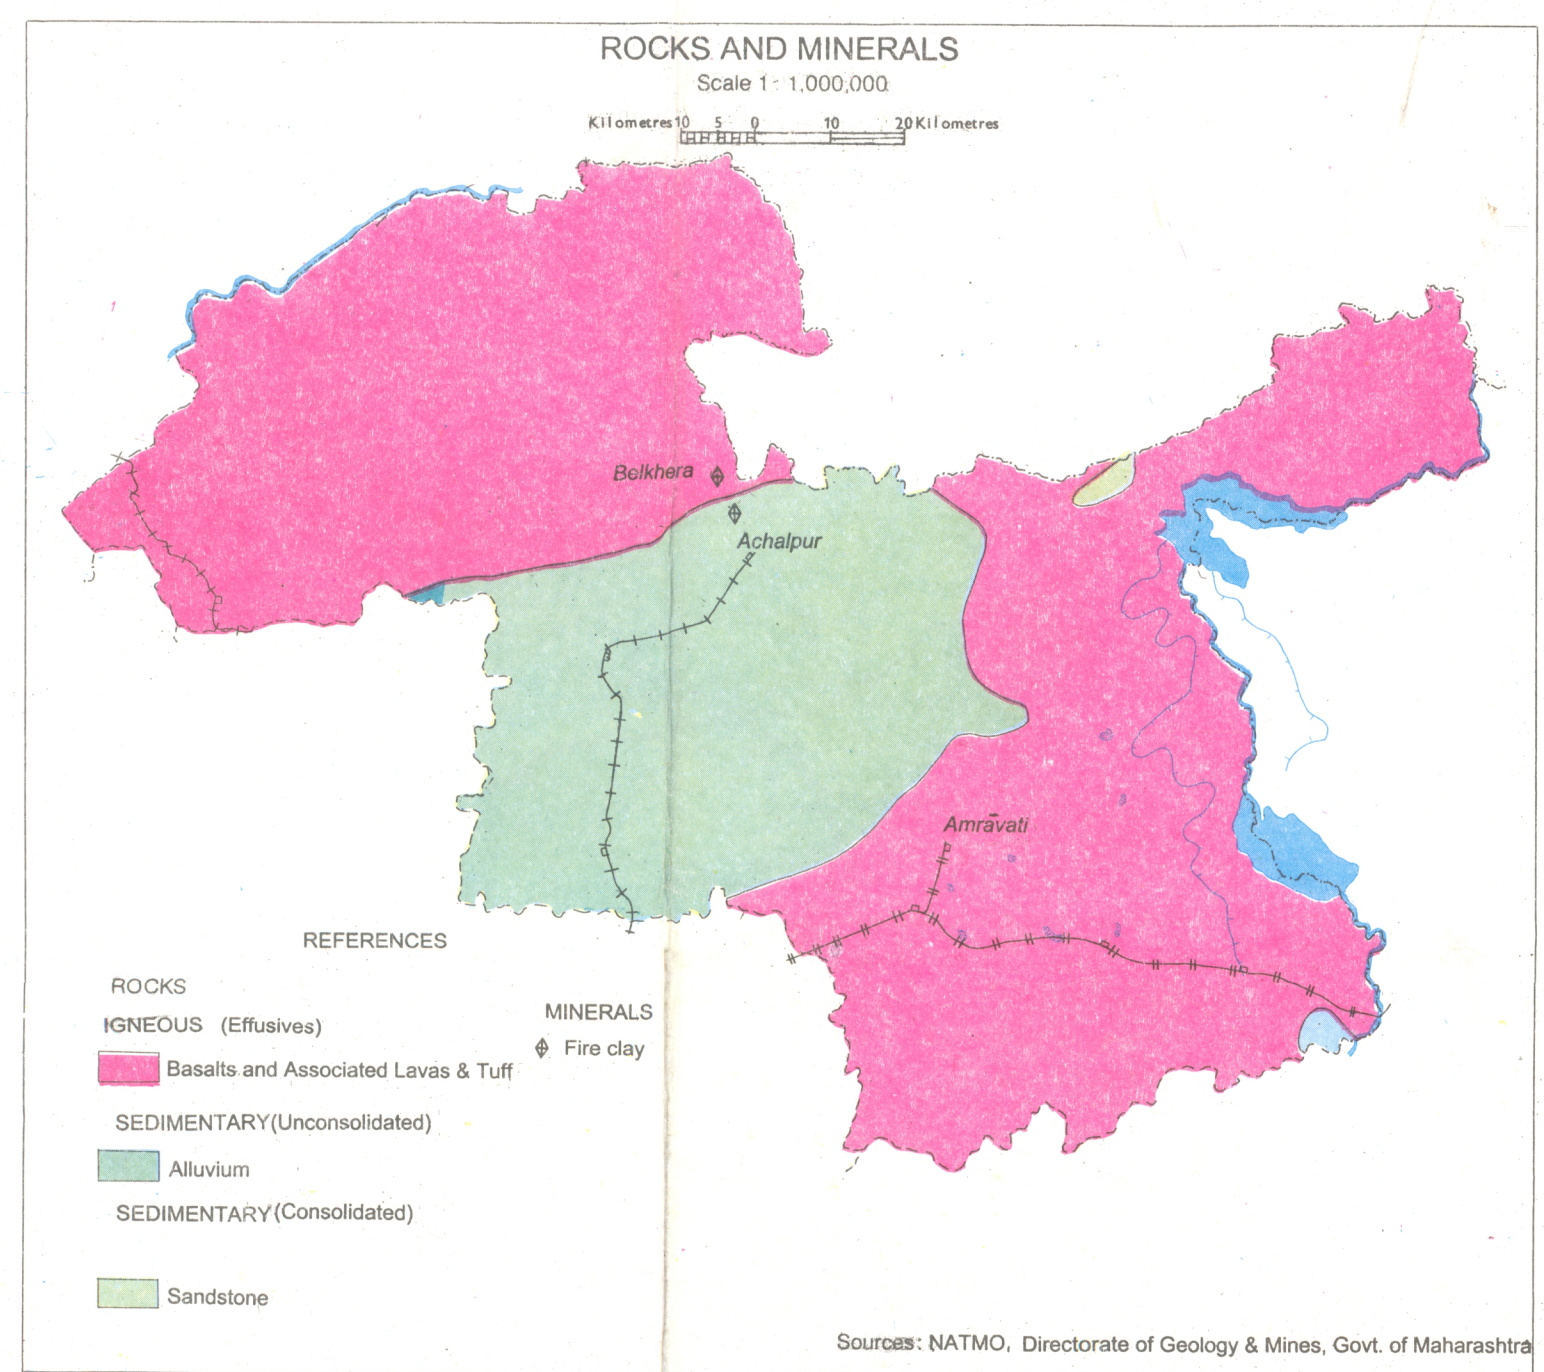 ROCKS AND MINERALS
Scale 1 : 1,000,000
Kilometres 10 5 0 10 20 Kilometres
Belkhera
Achalpur
Amrāvati
REFERENCES
ROCKS
IGNEOUS (Effusives)
Basalts and Associated Lavas & Tuff
SEDIMENTARY (Unconsolidated)
Alluvium
SEDIMENTARY (Consolidated)
Sandstone
MINERALS
Fire clay
Sources: NATMO, Directorate of Geology & Mines, Govt. of Maharashtra